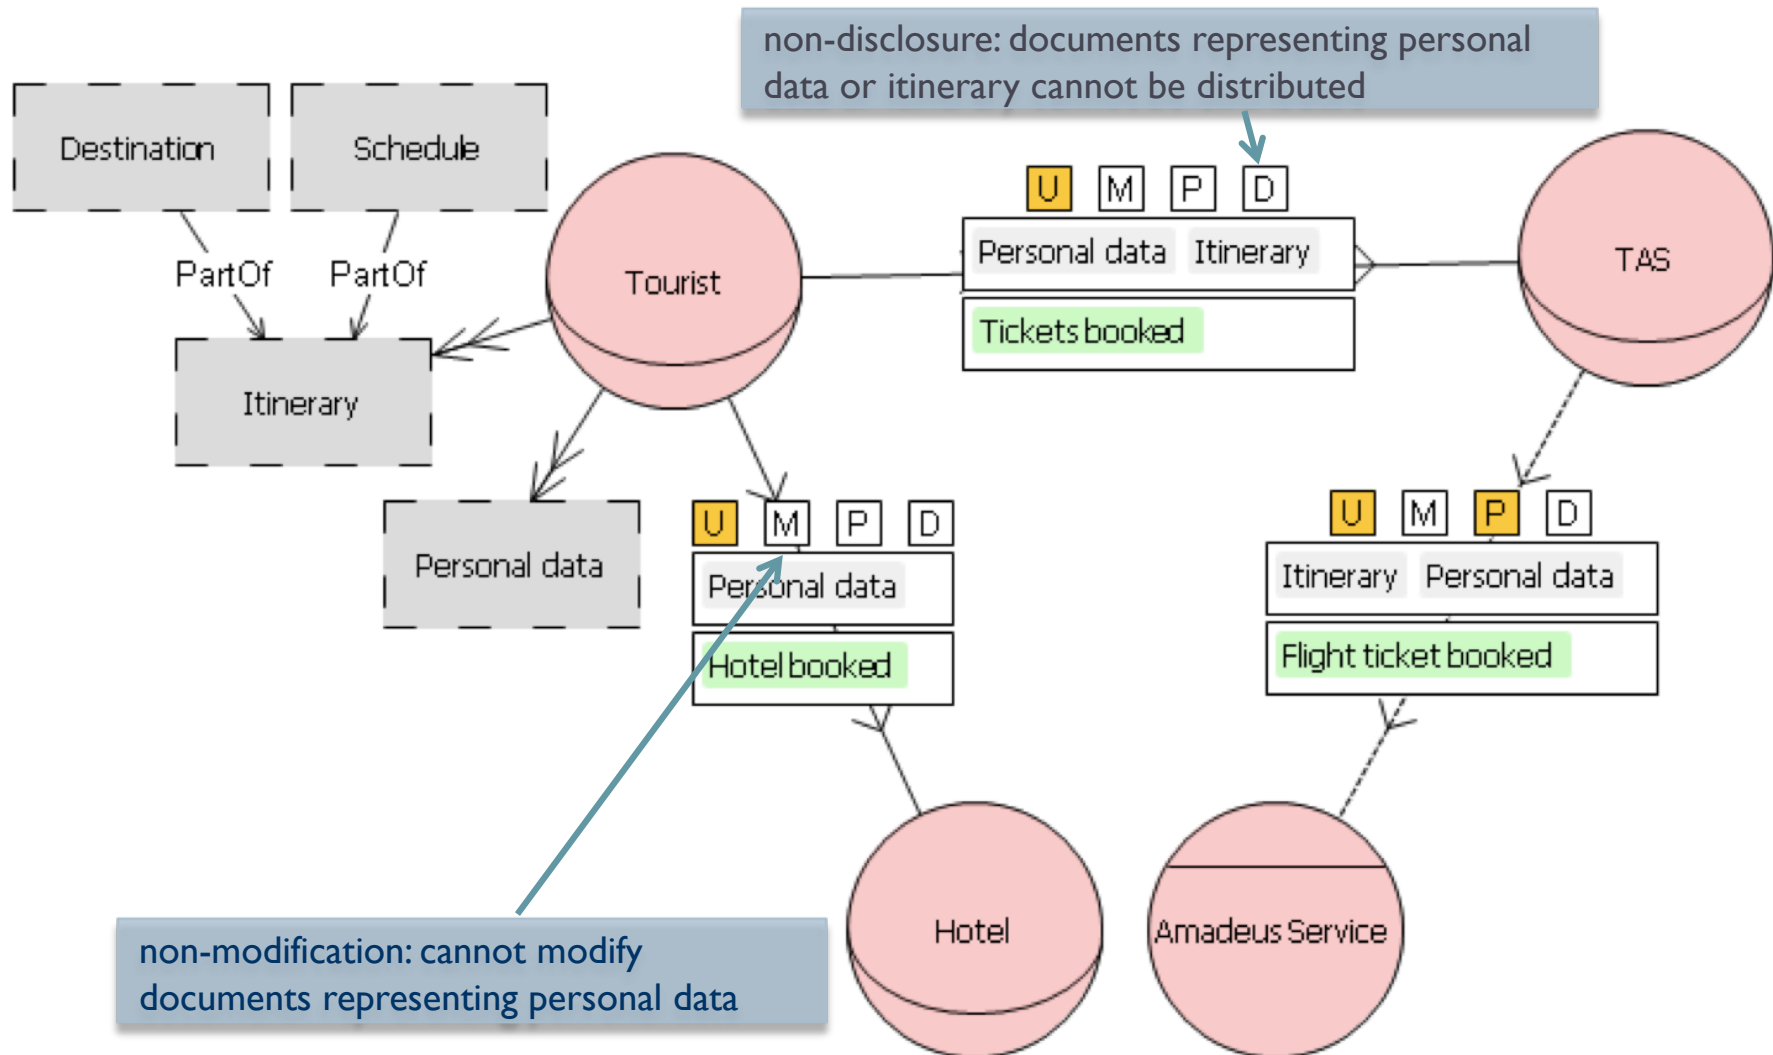 non-disclosure: documents representing personal
data or itinerary cannot be distributed
Destination
Schedule
PartOf
PartOf
Itinerary
Personal data
Tourist
U M P D
Personal data Itinerary
Tickets booked
TAS
U M P D
Personal data
Hotel booked
U M P D
Itinerary Personal data
Flight ticket booked
Hotel
Amadeus Service
non-modification: cannot modify
documents representing personal data